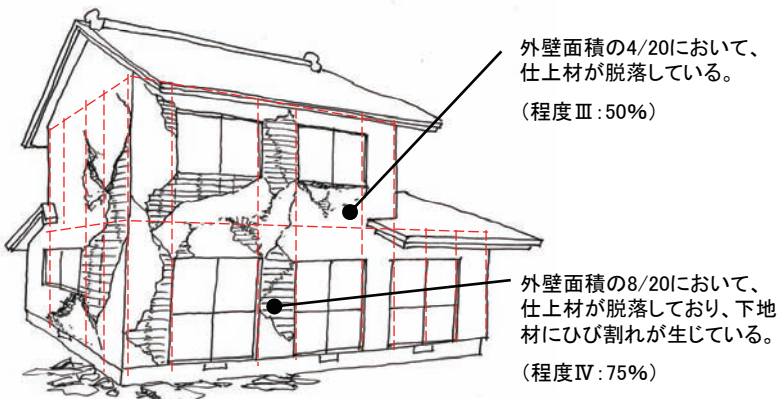 外壁面積の4/20において、
仕上材が脱落している。
（程度Ⅲ：50%）
外壁面積の8/20において、
仕上材が脱落しており、下地
材にひび割れが生じている。
（程度Ⅳ：75%）